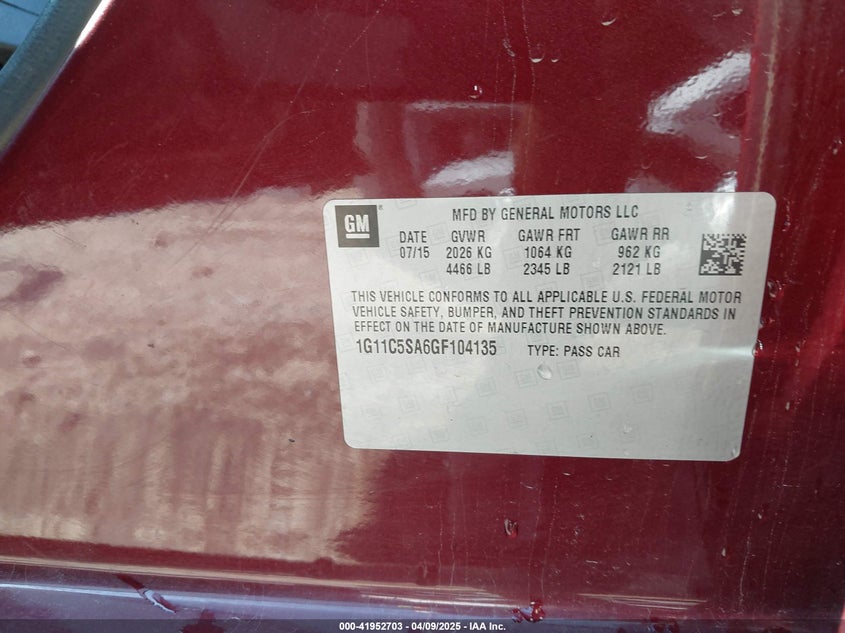 GM
®
MFD BY GENERAL MOTORS LLC
DATE GVWR GAWR FRT GAWR RR
07/15 2026 KG 1064 KG 962 KG
4466 LB 2345 LB 2121 LB
THIS VEHICLE CONFORMS TO ALL APPLICABLE U.S. FEDERAL MOTOR
VEHICLE SAFETY, BUMPER, AND THEFT PREVENTION STANDARDS IN
EFFECT ON THE DATE OF MANUFACTURE SHOWN ABOVE.
1G11C5SA6GF104135 TYPE: PASS CAR
000-41952703 - 04/09/2025 - IAA Inc.